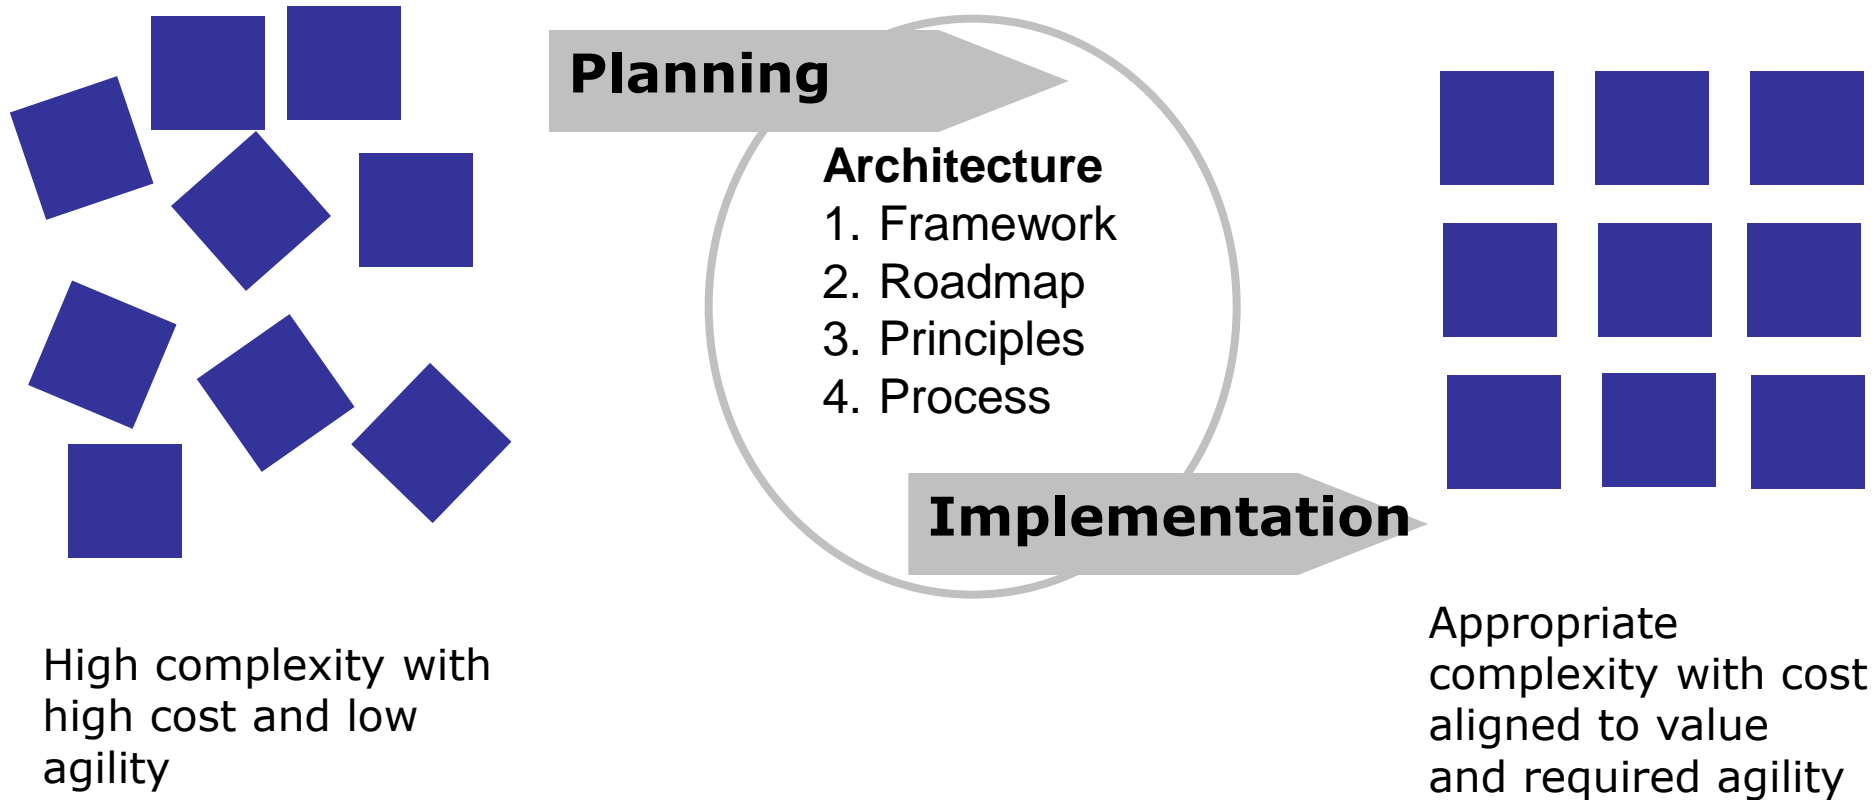 Planning
Architecture
1. Framework
2. Roadmap
3. Principles
4. Process
Implementation
High complexity with
high cost and low
agility
Appropriate
complexity with cost
aligned to value
and required agility